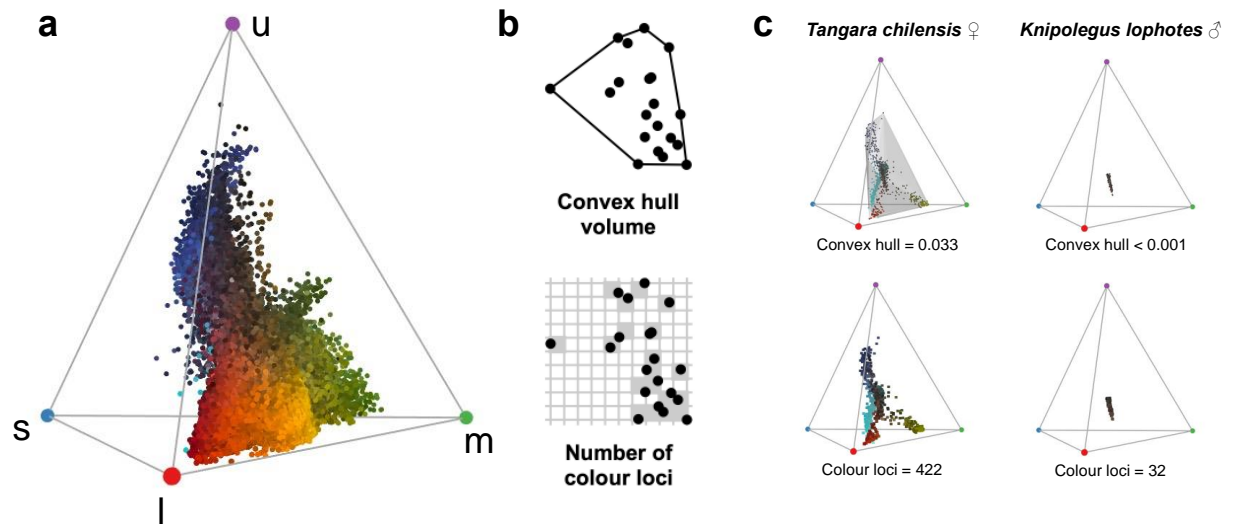 a
u
s
m
l
b
Convex hull
volume
Number of
colour loci
c
Tangara chilensis ♀
Knipolegus lophotes ♂
Convex hull = 0.033
Convex hull < 0.001
Colour loci = 422
Colour loci = 32